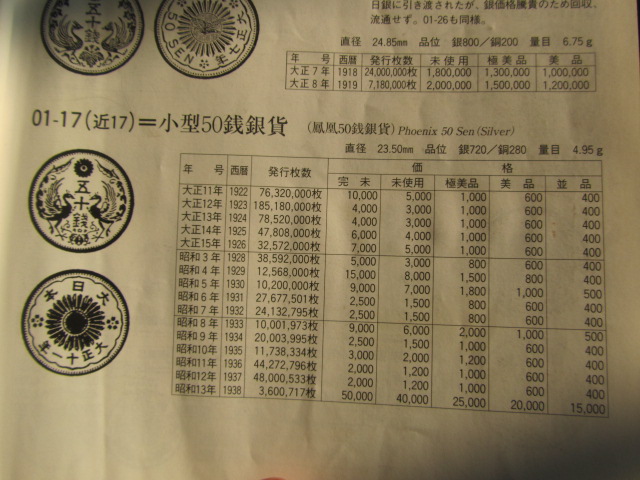 日銀に引き渡されたが、銀価格騰貴のため回収。
流通せず。01-26も同様。
五十銭
50 SEN
年七正大
直径 24.85mm 品位 銀800/銅200 量目 6.75g
年 号 西暦 発行枚数 未使用 極美品 美 品
大正7年 1918 24,000,000枚 1,800,000 1,300,000 1,000,000
大正8年 1919 7,180,000枚 2,000,000 1,500,000 1,200,000
01-17(近17)=小型50銭銀貨 (鳳凰50銭銀貨) Phoenix 50 Sen (Silver)
直径 23.50mm 品位 銀720/銅280 量目 4.95g
年 号 西暦 発行枚数 価 格
完 未 未使用 極美品 美 品 並 品
大正11年 1922 76,320,000枚 10,000 5,000 1,000 600 400
大正12年 1923 185,180,000枚 4,000 3,000 1,000 600 400
大正13年 1924 78,520,000枚 4,000 3,000 1,000 600 400
大正14年 1925 47,808,000枚 6,000 4,000 1,000 600 400
大正15年 1926 32,572,000枚 7,000 5,000 1,000 600 400
昭和3年 1928 38,592,000枚 5,000 3,000 800 600 400
昭和4年 1929 12,568,000枚 15,000 8,000 1,500 800 400
昭和5年 1930 10,200,000枚 9,000 7,000 1,800 1,000 500
昭和6年 1931 27,677,501枚 2,500 1,500 800 600 400
昭和7年 1932 24,132,795枚 2,500 1,500 800 600 400
昭和8年 1933 10,001,973枚 9,000 6,000 2,000 1,000 500
昭和9年 1934 20,003,995枚 2,500 1,500 1,000 600 400
昭和10年 1935 11,738,334枚 3,000 2,000 1,200 600 400
昭和11年 1936 44,272,796枚 2,000 1,200 1,000 600 400
昭和12年 1937 48,000,533枚 2,000 1,200 1,000 600 400
昭和13年 1938 3,600,717枚 50,000 40,000 25,000 20,000 15,000
五十銭
本日大
年一十正大